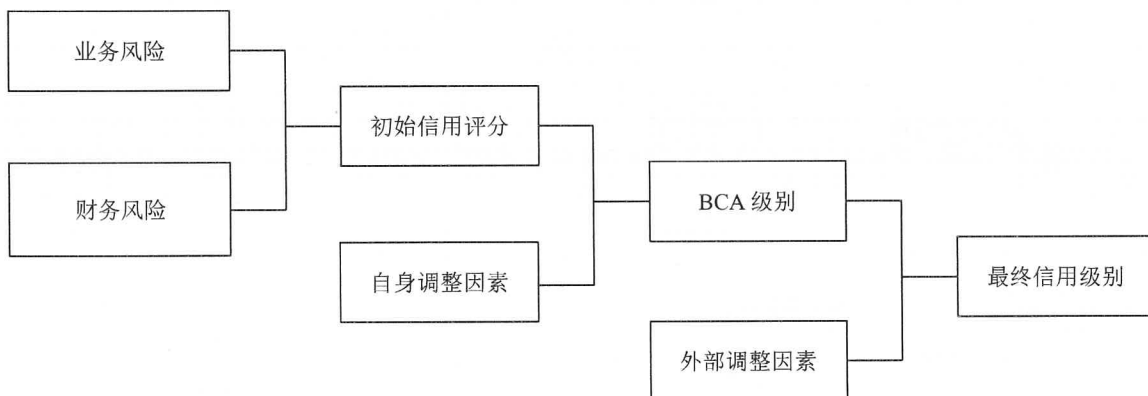 业务风险
财务风险
初始信用评分
自身调整因素
BCA 级别
外部调整因素
最终信用级别